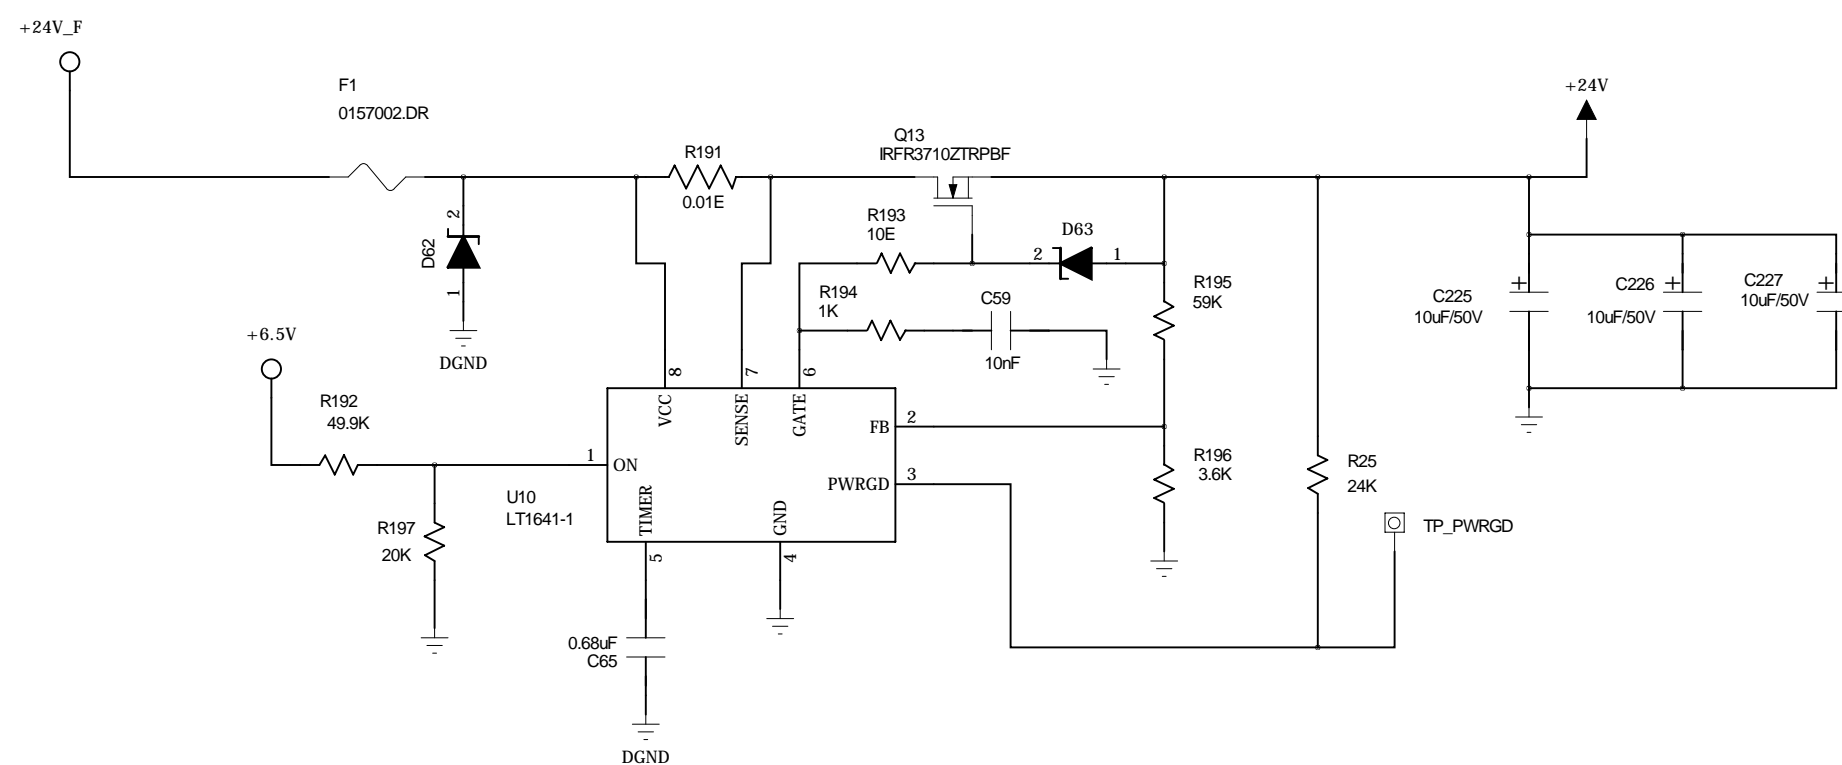 +24V_F
F1
0157002.DR
+24V
Q13
IRFR3710ZTRPBF
R191
0.01E
R193
10E
D63
2
1
2
D62
1
DGND
R194
1K
C59
10nF
R195
59K
C225
10uF/50V
C226
10uF/50V
C227
10uF/50V
+6.5V
R192
49.9K
8
7
6
VCC
SENSE
GATE
FB
2
1
ON
R196
3.6K
R25
24K
PWRGD
3
U10
LT1641-1
TIMER
GND
R197
20K
TP_PWRGD
5
4
0.68uF
C65
DGND